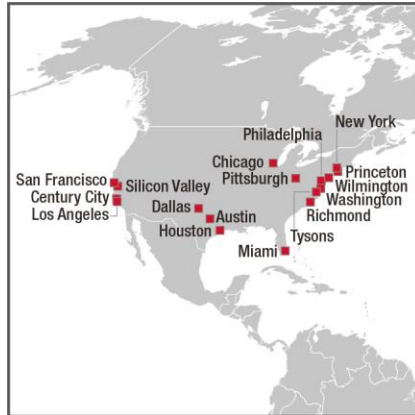 New York
Philadelphia
Chicago
Pittsburgh
Princeton
Wilmington
Washington
Richmond
San Francisco
Silicon Valley
Century City
Los Angeles
Dallas
Austin
Houston
Tysons
Miami